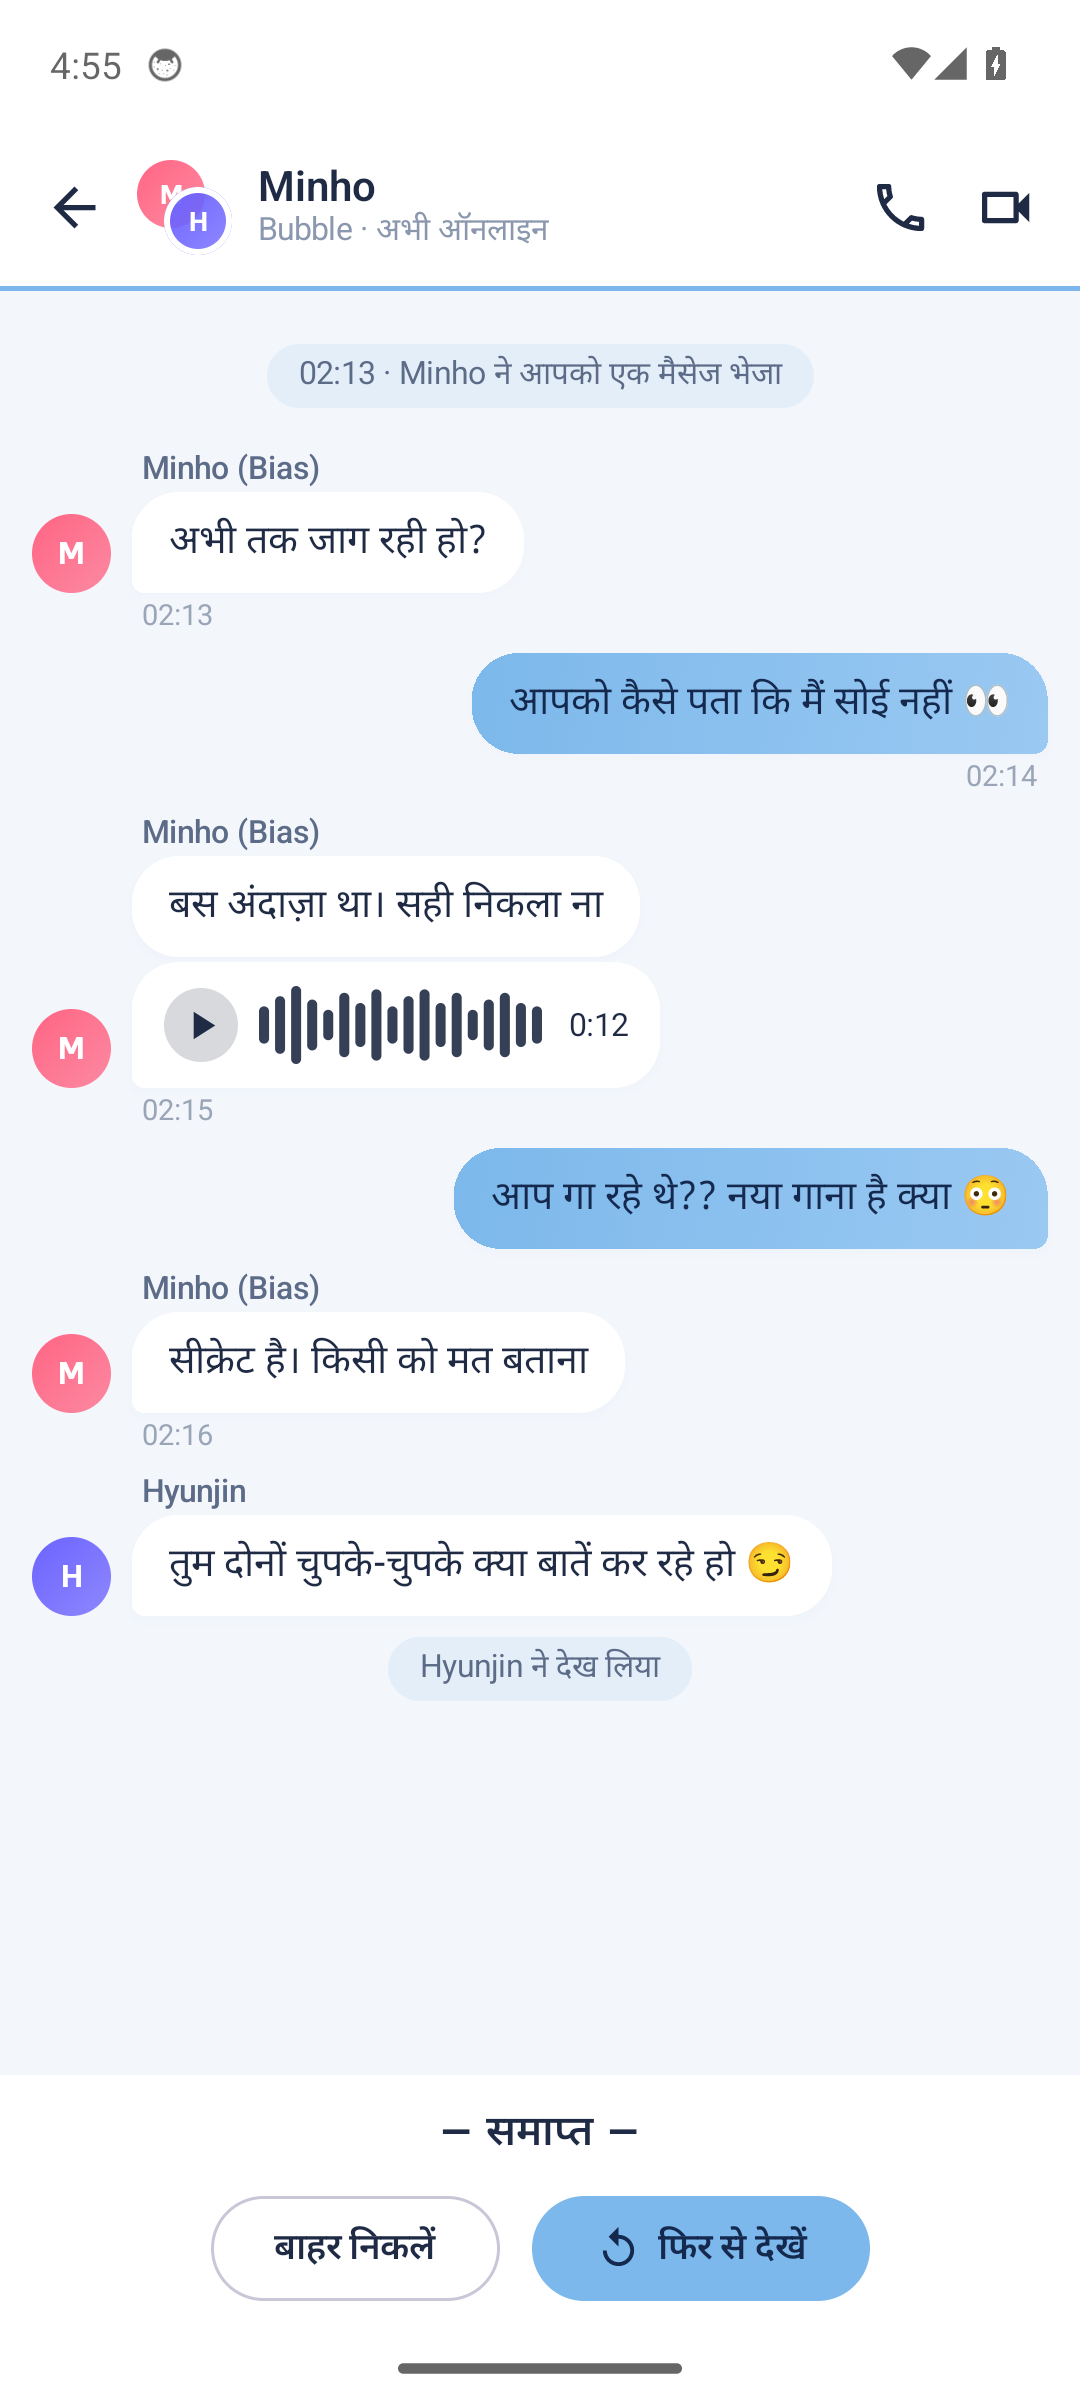 4:55
M
H
Minho
Bubble · अभी ऑनलाइन
02:13 · Minho ने आपको एक मैसेज भेजा
Minho (Bias)
M
अभी तक जाग रही हो?
02:13
आपको कैसे पता कि मैं सोई नहीं 👀
02:14
Minho (Bias)
बस अंदाज़ा था। सही निकला ना
M
0:12
02:15
आप गा रहे थे?? नया गाना है क्या 😳
Minho (Bias)
M
सीक्रेट है। किसी को मत बताना
02:16
Hyunjin
H
तुम दोनों चुपके-चुपके क्या बातें कर रहे हो 😏
Hyunjin ने देख लिया
— समाप्त —
बाहर निकलें
फिर से देखें